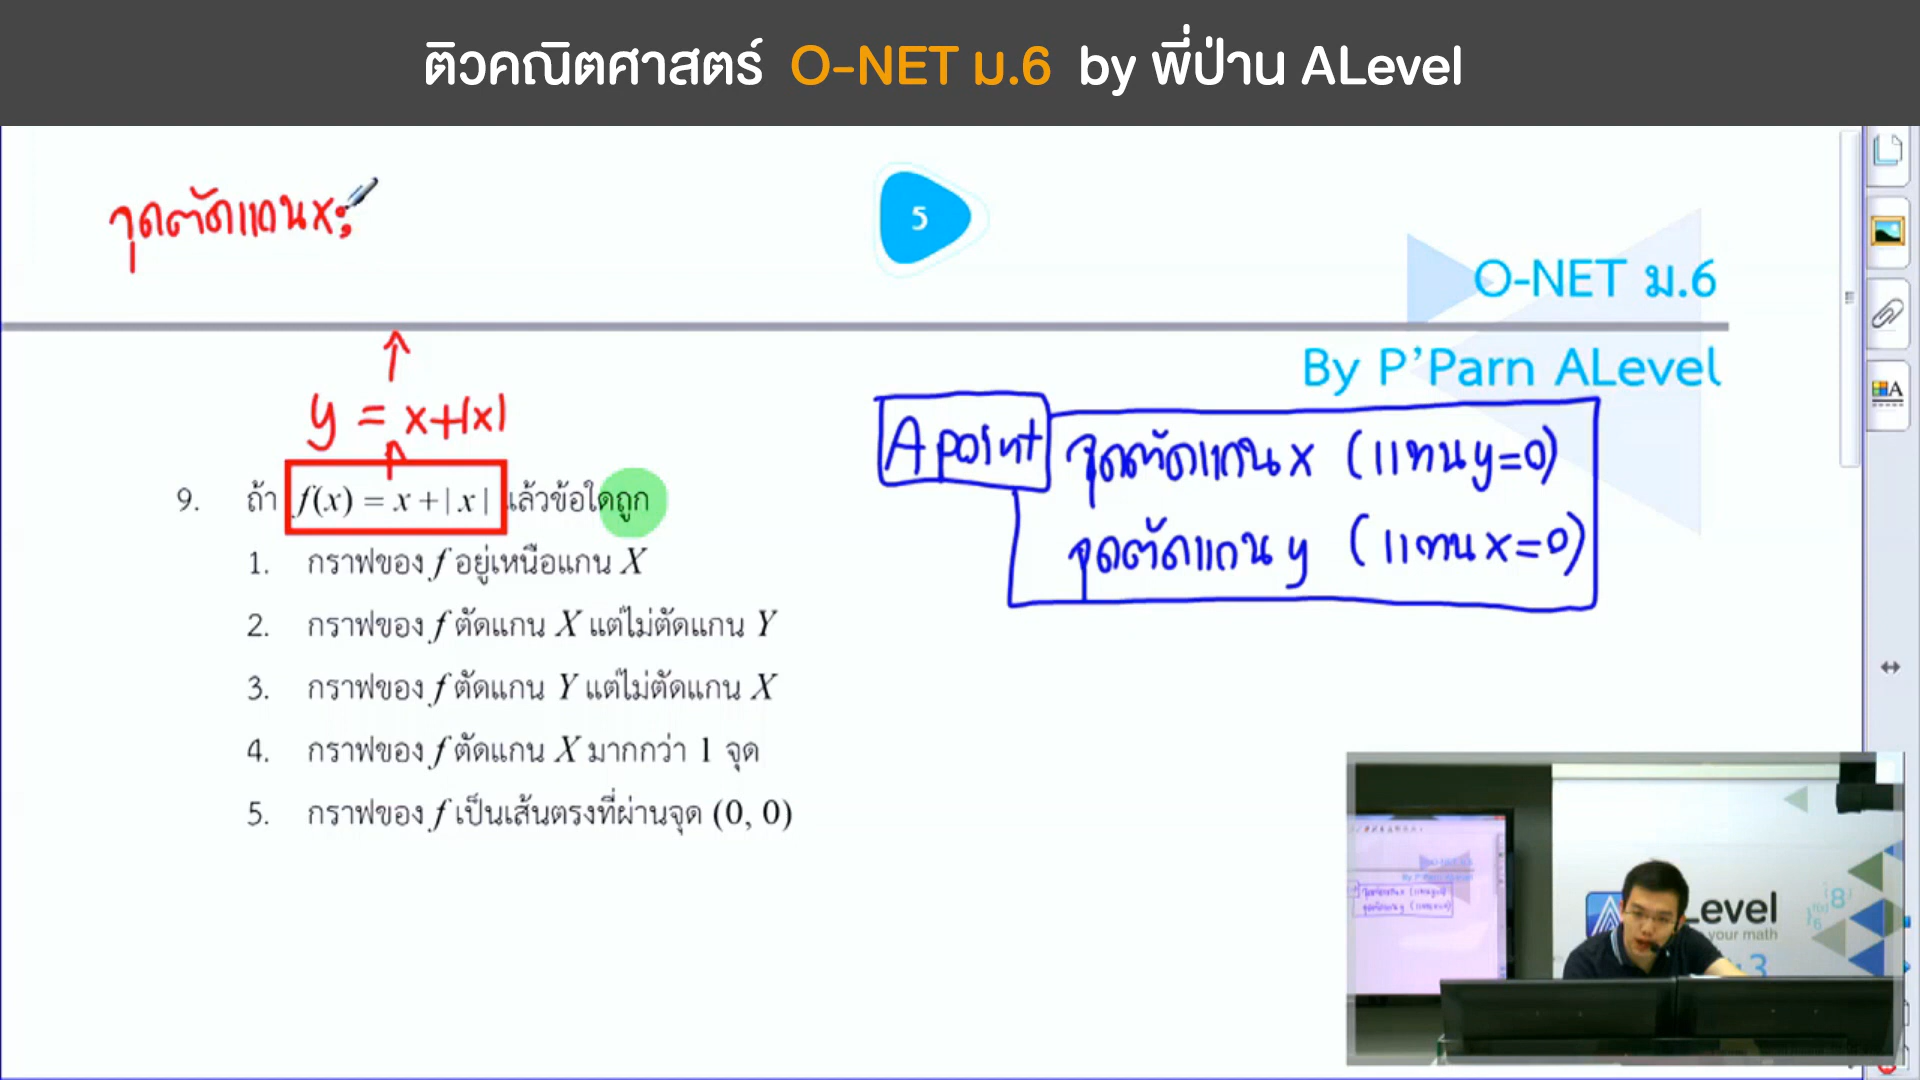 ติวคณิตศาสตร์ O-NET ม.6 by พี่ป่าน ALevel
จุดตัดแกนx;
5
O-NET ม.6
By P'Parn ALevel
y = x+|x|
A point จุดตัดแกน x (แทน y=0)
จุดตัดแกน y (แทน x=0)
9. ถ้า f(x) = x + | x | แล้วข้อใดถูก
1. กราฟของ f อยู่เหนือแกน X
2. กราฟของ f ตัดแกน X แต่ไม่ตัดแกน Y
3. กราฟของ f ตัดแกน Y แต่ไม่ตัดแกน X
4. กราฟของ f ตัดแกน X มากกว่า 1 จุด
5. กราฟของ f เป็นเส้นตรงที่ผ่านจุด (0, 0)
Level
your math